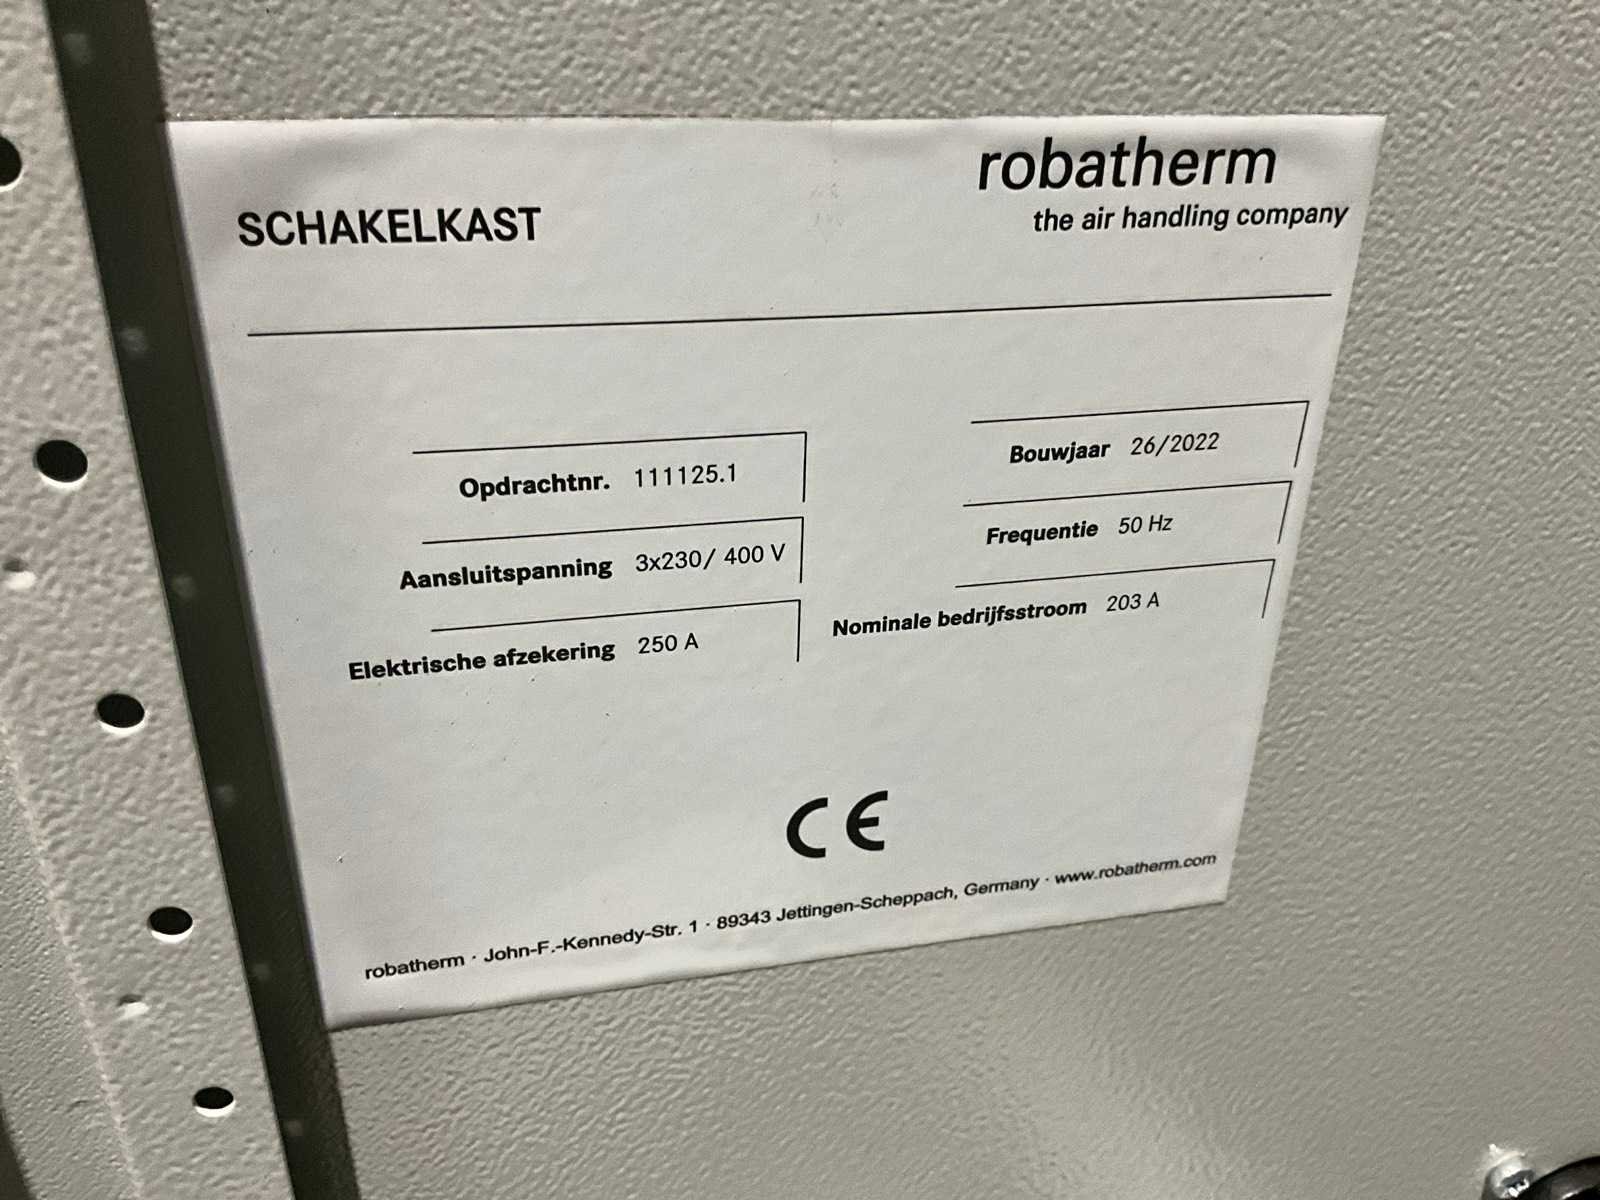 robatherm
the air handling company
SCHAKELKAST
Opdrachtnr. 111125.1
Bouwjaar 26/2022
Aansluitspanning 3x230/ 400 V
Frequentie 50 Hz
Elektrische afzekering 250 A
Nominale bedrijfsstroom 203 A
CE
robatherm · John-F.-Kennedy-Str. 1 · 89343 Jettingen-Scheppach, Germany · www.robatherm.com